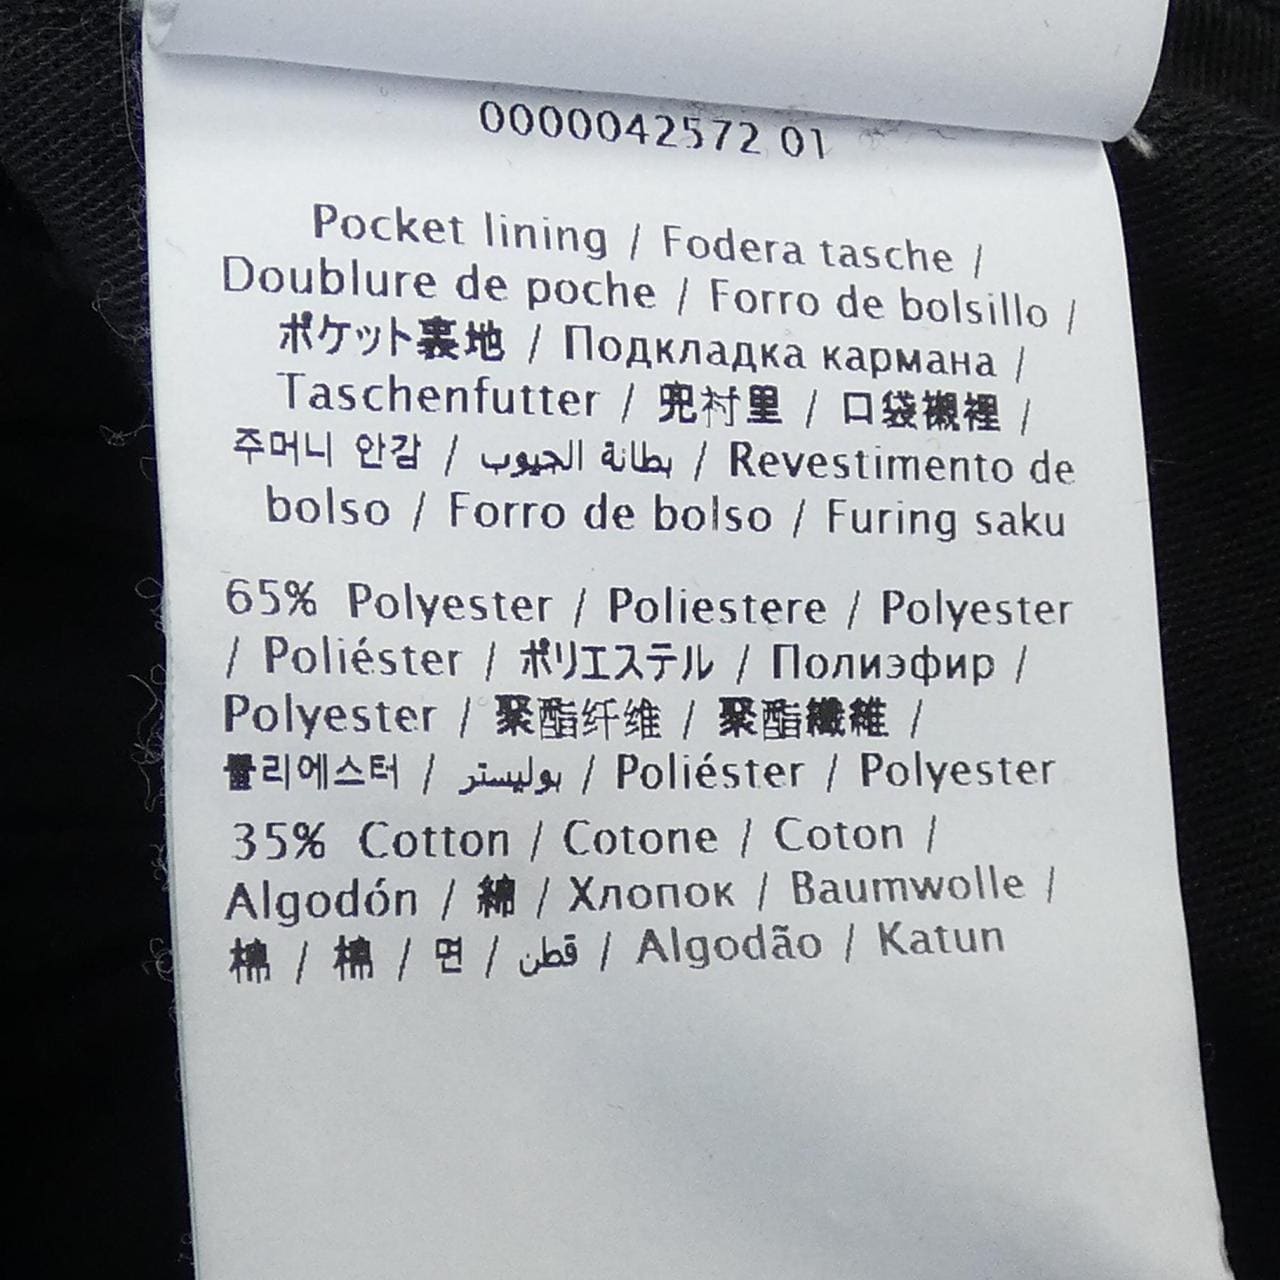 0000042572 01
Pocket lining / Fodera tasche /
Doublure de poche / Forro de bolsillo /
ポケット裏地 / Подкладка кармана /
Taschenfutter / 兜衬里 / 口袋襯裡 /
주머니 안감 / بطانة الجيوب / Revestimento de
bolso / Forro de bolso / Furing saku
65% Polyester / Poliestere / Polyester
/ Poliéster / ポリエステル / Полиэфир /
Polyester / 聚酯纤维 / 聚酯纖維 /
폴리에스터 / بوليستر / Poliéster / Polyester
35% Cotton / Cotone / Coton /
Algodón / 綿 / Хлопок / Baumwolle /
棉 / 棉 / 면 / قطن / Algodão / Katun